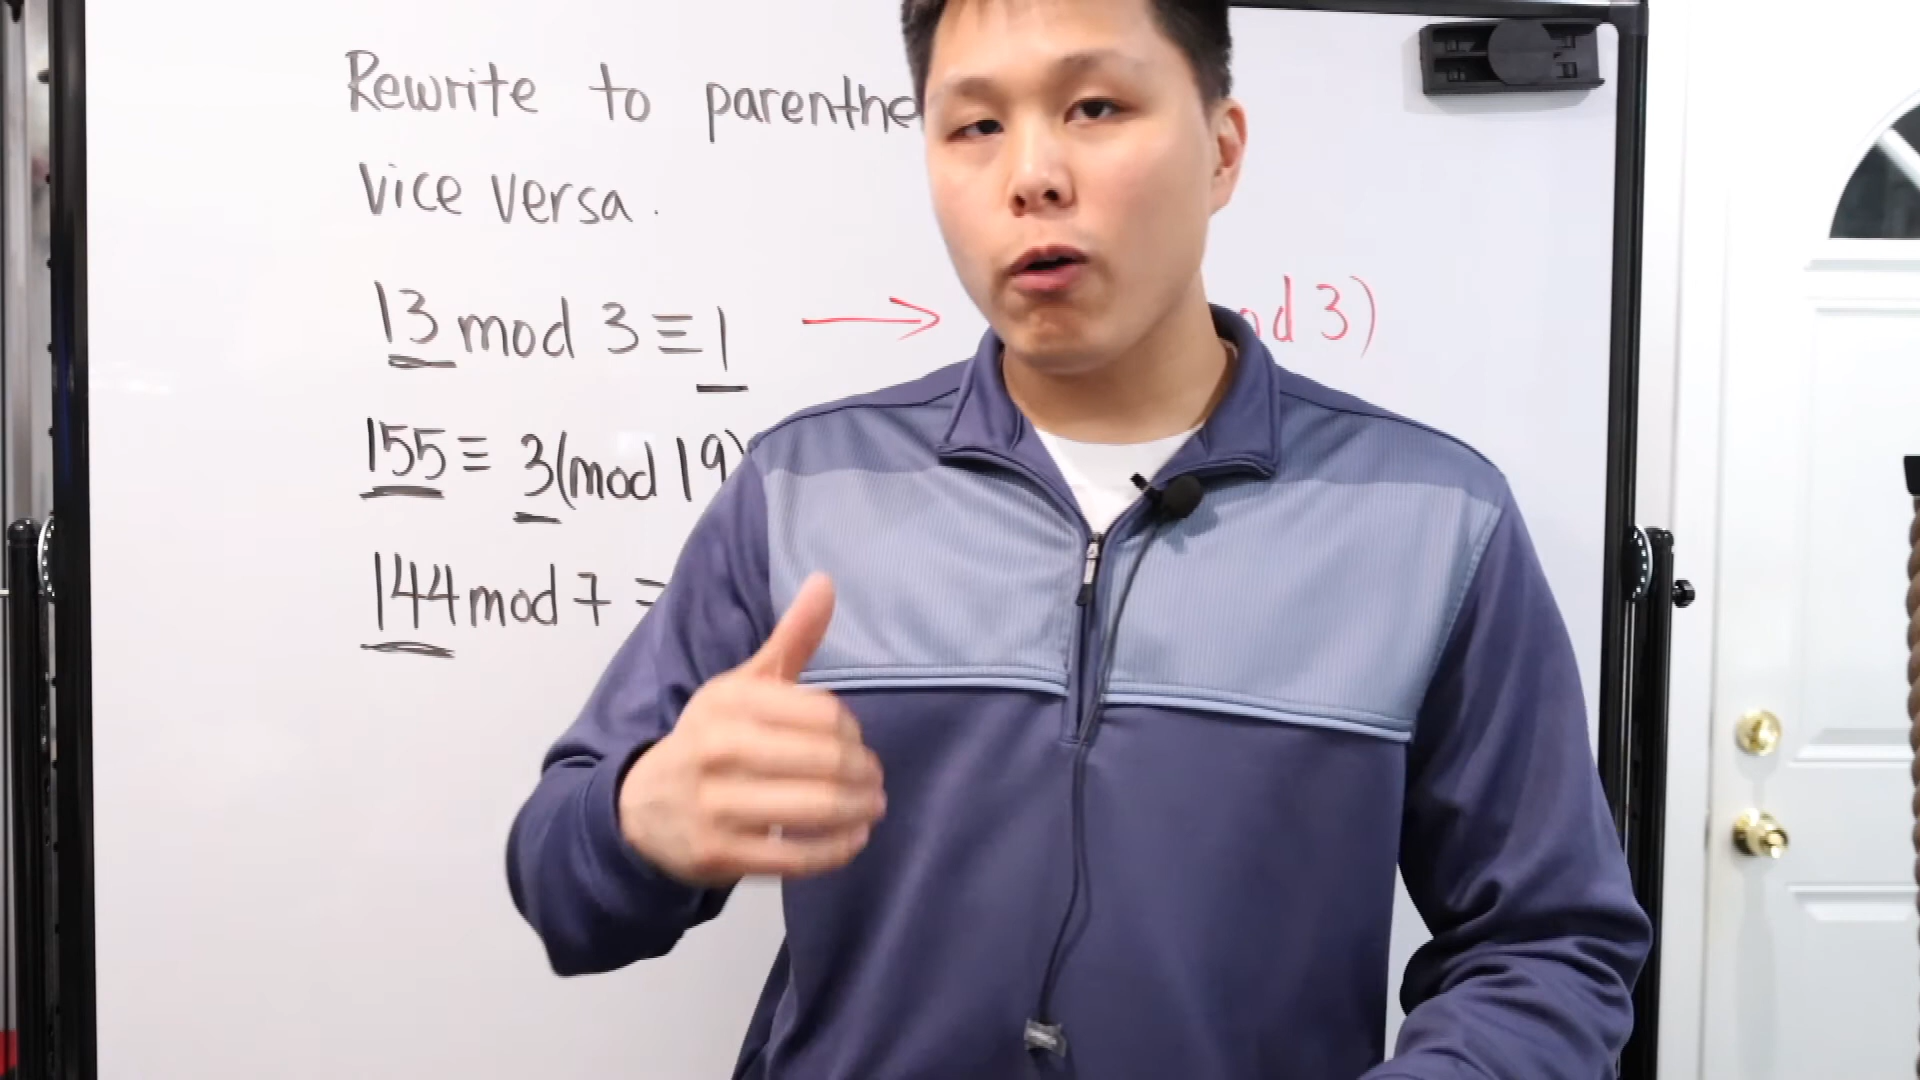 Rewrite to parenthe
vice versa.
13 mod 3 ≡ 1 → od 3)
155 ≡ 3(mod 19)
144 mod 7 =